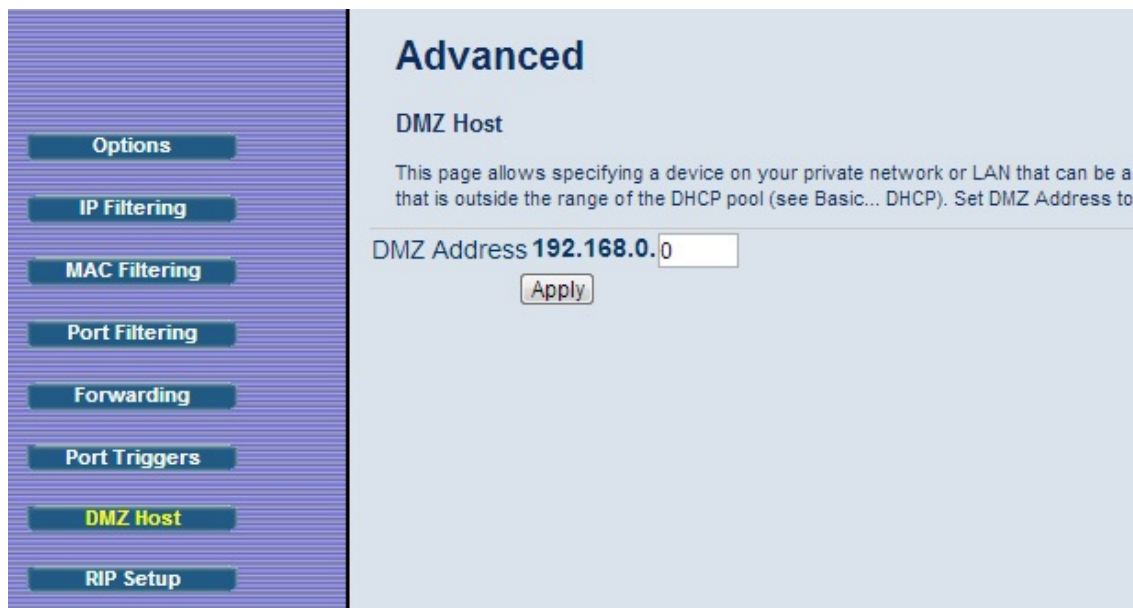 Options
IP Filtering
MAC Filtering
Port Filtering
Forwarding
Port Triggers
DMZ Host
RIP Setup
Advanced
DMZ Host
This page allows specifying a device on your private network or LAN that can be a
that is outside the range of the DHCP pool (see Basic... DHCP). Set DMZ Address to
DMZ Address 192.168.0.0
Apply